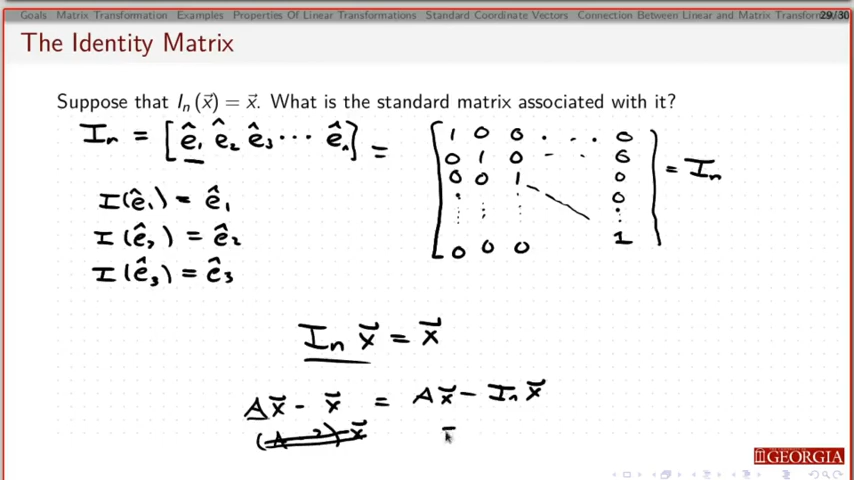 Goals Matrix Transformation Examples Properties Of Linear Transformations Standard Coordinate Vectors Connection Between Linear and Matrix Transform 29/30
The Identity Matrix
Suppose that Iₙ(x⃗) = x⃗. What is the standard matrix associated with it?
Iₙ = [ê₁ ê₂ ê₃ ··· êₙ] =
1 0 0 · · · 0
0 1 0 - · · 0
0 0 1 0
= Iₙ
0
⋮ ⋮ ⋮ ⋮
0 0 0 1
I(ê₁) = ê₁
I(ê₂) = ê₂
I(ê₃) = ê₃
Iₙ x⃗ = x⃗
Ax⃗ - x⃗ = Ax⃗ - Iₙx⃗
=
GEORGIA